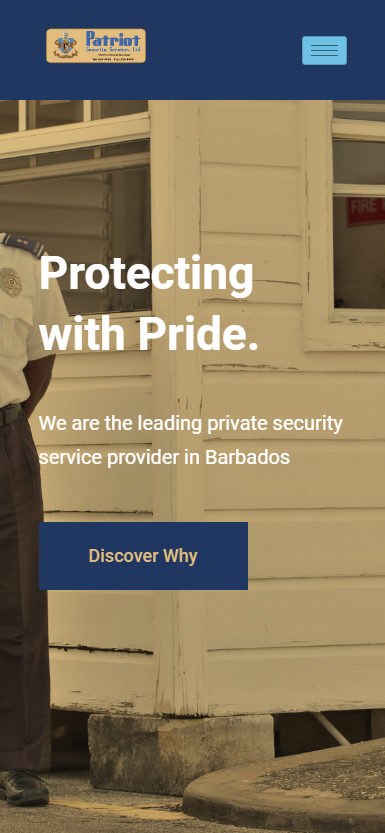 Patriot
Security Services Ltd
Protecting
with Pride.
We are the leading private security
service provider in Barbados
Discover Why
FIRE